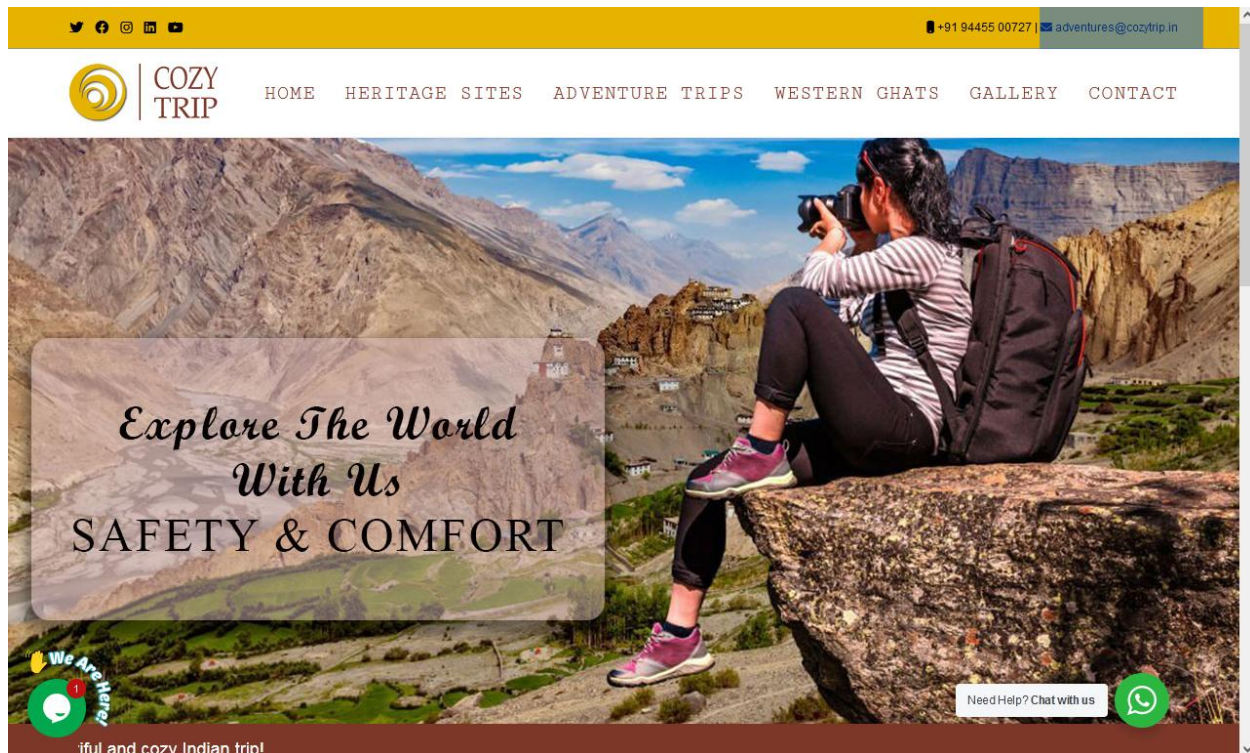 +91 94455 00727 | adventures@cozytrip.in
COZY
TRIP
HOME HERITAGE SITES ADVENTURE TRIPS WESTERN GHATS GALLERY CONTACT
Explore The World
With Us
SAFETY & COMFORT
We Are Here!
1
Need Help? Chat with us
iful and cozy Indian trip!